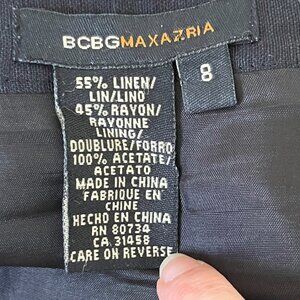 BCBGMAXAZRIA
8
55% LINEN/
LIN/LINO
45% RAYON/
RAYONNE
LINING/
DOUBLURE/FORRO
100% ACETATE/
ACETATO
MADE IN CHINA
FABRIQUE EN
CHINE
HECHO EN CHINA
RN 80734
CA 31458
CARE ON REVERSE